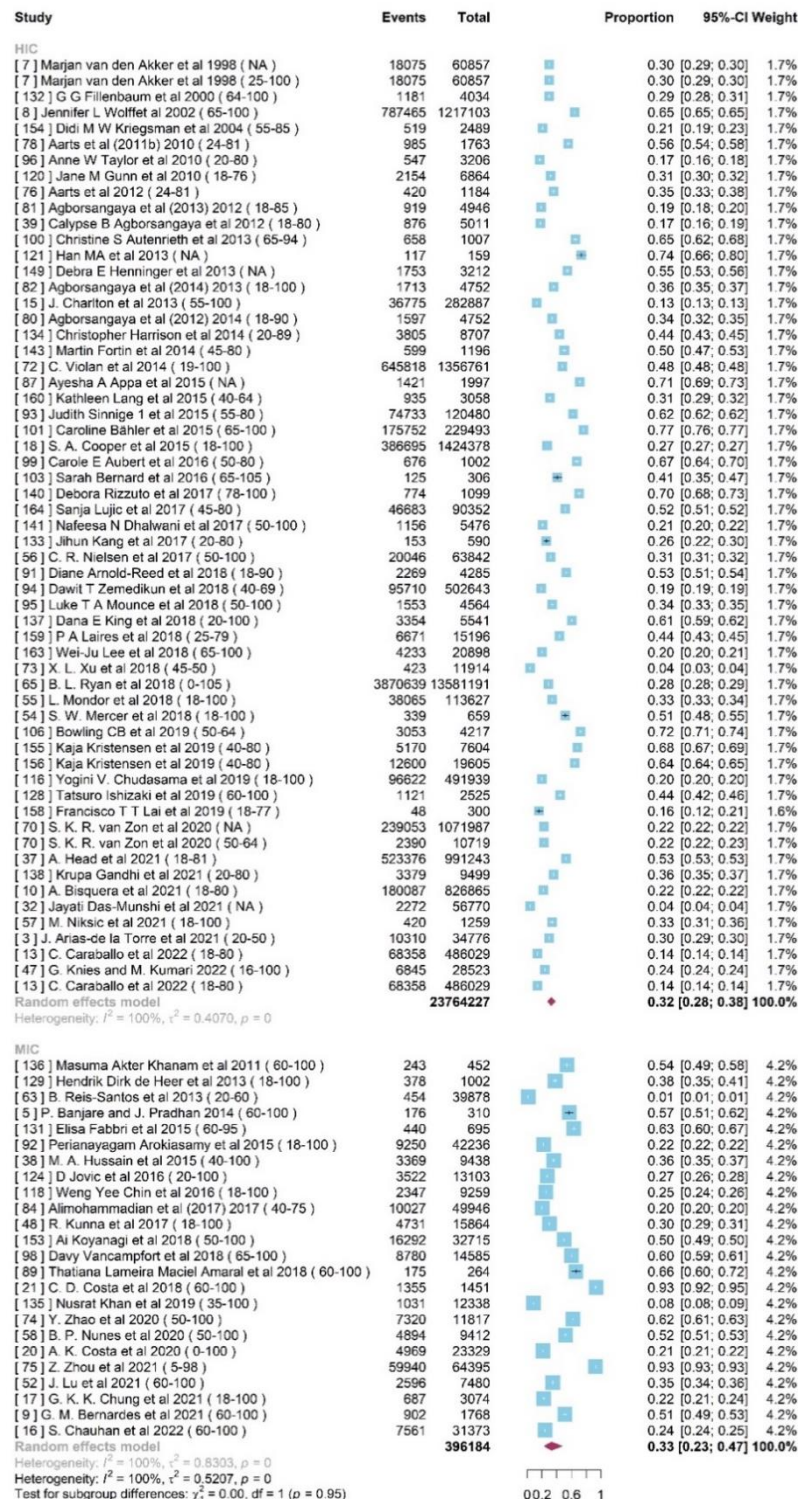 Study Events Total Proportion 95%-CI Weight
HIC
[ 7 ] Marjan van den Akker et al 1998 (NA) 18075 60857 0.30 [0.29; 0.30] 1.7%
[ 7 ] Marjan van den Akker et al 1998 (25-100) 18075 60857 0.30 [0.29; 0.30] 1.7%
[ 132 ] G G Fillenbaum et al 2000 (64-100) 1181 4034 0.29 [0.28; 0.31] 1.7%
[ 8 ] Jennifer L Wolffet al 2002 (65-100) 787465 1217103 0.65 [0.65; 0.65] 1.7%
[ 154 ] Didi M W Kriegsman et al 2004 (55-85) 519 2489 0.21 [0.19; 0.23] 1.7%
[ 78 ] Aarts et al (2011b) 2010 ( 24-81) 985 1763 0.56 [0.54; 0.58] 1.7%
[ 96 ] Anne W Taylor et al 2010 ( 20-80) 547 3206 0.17 [0.16; 0.18] 1.7%
[ 120 ] Jane M Gunn et al 2010 ( 18-76) 2154 6864 0.31 [0.30; 0.32] 1.7%
[ 76 ] Aarts et al 2012 ( 24-81) 420 1184 0.35 [0.33; 0.38] 1.7%
[ 81 ] Agborsangaya et al (2013) 2012 ( 18-85) 919 4946 0.19 [0.18; 0.20] 1.7%
[ 39 ] Calypse B Agborsangaya et al 2012 ( 18-80) 876 5011 0.17 [0.16; 0.19] 1.7%
[ 100 ] Christine S Autenrieth et al 2013 ( 65-94) 658 1007 0.65 [0.62; 0.68] 1.7%
[ 121 ] Han MA et al 2013 (NA) 117 159 0.74 [0.66; 0.80] 1.7%
[ 149 ] Debra E Henninger et al 2013 (NA) 1753 3212 0.55 [0.53; 0.56] 1.7%
[ 82 ] Agborsangaya et al (2014) 2013 ( 18-100) 1713 4752 0.36 [0.35; 0.37] 1.7%
[ 15 ] J. Charlton et al 2013 ( 55-100) 36775 282887 0.13 [0.13; 0.13] 1.7%
[ 80 ] Agborsangaya et al (2012) 2014 ( 18-90) 1597 4752 0.34 [0.32; 0.35] 1.7%
[ 134 ] Christopher Harrison et al 2014 ( 20-89) 3805 8707 0.44 [0.43; 0.45] 1.7%
[ 143 ] Martin Fortin et al 2014 ( 45-80) 599 1196 0.50 [0.47; 0.53] 1.7%
[ 72 ] C. Violan et al 2014 ( 19-100) 645818 1356761 0.48 [0.48; 0.48] 1.7%
[ 87 ] Ayesha A Appa et al 2015 (NA) 1421 1997 0.71 [0.69; 0.73] 1.7%
[ 160 ] Kathleen Lang et al 2015 ( 40-64) 935 3058 0.31 [0.29; 0.32] 1.7%
[ 93 ] Judith Sinnige 1 et al 2015 ( 55-80) 74733 120480 0.62 [0.62; 0.62] 1.7%
[ 101 ] Caroline Bähler et al 2015 ( 65-100) 175752 229493 0.77 [0.76; 0.77] 1.7%
[ 18 ] S. A. Cooper et al 2015 ( 18-100) 386695 1424378 0.27 [0.27; 0.27] 1.7%
[ 99 ] Carole E Aubert et al 2016 ( 50-80) 676 1002 0.67 [0.64; 0.70] 1.7%
[ 103 ] Sarah Bernard et al 2016 ( 65-105) 125 306 0.41 [0.35; 0.47] 1.7%
[ 140 ] Debora Rizzuto et al 2017 ( 78-100) 774 1099 0.70 [0.68; 0.73] 1.7%
[ 164 ] Sanja Lujic et al 2017 ( 45-80) 46683 90352 0.52 [0.51; 0.52] 1.7%
[ 141 ] Nafeesa N Dhalwani et al 2017 ( 50-100) 1156 5476 0.21 [0.20; 0.22] 1.7%
[ 133 ] Jihun Kang et al 2017 ( 20-80) 153 590 0.26 [0.22; 0.30] 1.7%
[ 56 ] C. R. Nielsen et al 2017 ( 50-100) 20046 63842 0.31 [0.31; 0.32] 1.7%
[ 91 ] Diane Arnold-Reed et al 2018 ( 18-90) 2269 4285 0.53 [0.51; 0.54] 1.7%
[ 94 ] Dawit T Zemedikun et al 2018 ( 40-69) 95710 502643 0.19 [0.19; 0.19] 1.7%
[ 95 ] Luke T A Mounce et al 2018 ( 50-100) 1553 4564 0.34 [0.33; 0.35] 1.7%
[ 137 ] Dana E King et al 2018 ( 20-100) 3354 5541 0.61 [0.59; 0.62] 1.7%
[ 159 ] P A Laires et al 2018 ( 25-79) 6671 15196 0.44 [0.43; 0.45] 1.7%
[ 163 ] Wei-Ju Lee et al 2018 ( 65-100) 4233 20898 0.20 [0.20; 0.21] 1.7%
[ 73 ] X. L. Xu et al 2018 ( 45-50) 423 11914 0.04 [0.03; 0.04] 1.7%
[ 65 ] B. L. Ryan et al 2018 ( 0-105) 3870639 13581191 0.28 [0.28; 0.29] 1.7%
[ 55 ] L. Mondor et al 2018 ( 18-100) 38065 113627 0.33 [0.33; 0.34] 1.7%
[ 54 ] S. W. Mercer et al 2018 ( 18-100) 339 659 0.51 [0.48; 0.55] 1.7%
[ 106 ] Bowling CB et al 2019 ( 50-64) 3053 4217 0.72 [0.71; 0.74] 1.7%
[ 155 ] Kaja Kristensen et al 2019 ( 40-80) 5170 7604 0.68 [0.67; 0.69] 1.7%
[ 156 ] Kaja Kristensen et al 2019 ( 40-80) 12600 19605 0.64 [0.64; 0.65] 1.7%
[ 116 ] Yogini V. Chudasama et al 2019 ( 18-100) 96622 491939 0.20 [0.20; 0.20] 1.7%
[ 128 ] Tatsuro Ishizaki et al 2019 ( 60-100) 1121 2525 0.44 [0.42; 0.46] 1.7%
[ 158 ] Francisco T T Lai et al 2019 ( 18-77) 48 300 0.16 [0.12; 0.21] 1.6%
[ 70 ] S. K. R. van Zon et al 2020 (NA) 239053 1071987 0.22 [0.22; 0.22] 1.7%
[ 70 ] S. K. R. van Zon et al 2020 ( 50-64) 2390 10719 0.22 [0.22; 0.23] 1.7%
[ 37 ] A. Head et al 2021 ( 18-81) 523376 991243 0.53 [0.53; 0.53] 1.7%
[ 138 ] Krupa Gandhi et al 2021 ( 20-80) 3379 9499 0.36 [0.35; 0.37] 1.7%
[ 10 ] A. Bisquera et al 2021 ( 18-80) 180087 826865 0.22 [0.22; 0.22] 1.7%
[ 32 ] Jayati Das-Munshi et al 2021 (NA) 2272 56770 0.04 [0.04; 0.04] 1.7%
[ 57 ] M. Niksic et al 2021 ( 18-100) 420 1259 0.33 [0.31; 0.36] 1.7%
[ 3 ] J. Arias-de la Torre et al 2021 ( 20-50) 10310 34776 0.30 [0.29; 0.30] 1.7%
[ 13 ] C. Caraballo et al 2022 ( 18-80) 68358 486029 0.14 [0.14; 0.14] 1.7%
[ 47 ] G. Knies and M. Kumari 2022 ( 16-100) 6845 28523 0.24 [0.24; 0.24] 1.7%
[ 13 ] C. Caraballo et al 2022 ( 18-80) 68358 486029 0.14 [0.14; 0.14] 1.7%
Random effects model 23764227 0.32 [0.28; 0.38] 100.0%
Heterogeneity: I² = 100%, τ² = 0.4070, p = 0
MIC
[ 136 ] Masuma Akter Khanam et al 2011 ( 60-100) 243 452 0.54 [0.49; 0.58] 4.2%
[ 129 ] Hendrik Dirk de Heer et al 2013 ( 18-100) 378 1002 0.38 [0.35; 0.41] 4.2%
[ 63 ] B. Reis-Santos et al 2013 ( 20-60) 454 39878 0.01 [0.01; 0.01] 4.2%
[ 5 ] P. Banjare and J. Pradhan 2014 ( 60-100) 176 310 0.57 [0.51; 0.62] 4.2%
[ 131 ] Elisa Fabbri et al 2015 ( 60-95) 440 695 0.63 [0.60; 0.67] 4.2%
[ 92 ] Perianayagam Arokiasamy et al 2015 ( 18-100) 9250 42236 0.22 [0.22; 0.22] 4.2%
[ 38 ] M. A. Hussain et al 2015 ( 40-100) 3369 9438 0.36 [0.35; 0.37] 4.2%
[ 124 ] D Jovic et al 2016 ( 20-100) 3522 13103 0.27 [0.26; 0.28] 4.2%
[ 118 ] Weng Yee Chin et al 2016 ( 18-100) 2347 9259 0.25 [0.24; 0.26] 4.2%
[ 84 ] Alimohammadian et al (2017) 2017 ( 40-75) 10027 49946 0.20 [0.20; 0.20] 4.2%
[ 48 ] R. Kunna et al 2017 ( 18-100) 4731 15864 0.30 [0.29; 0.31] 4.2%
[ 153 ] Ai Koyanagi et al 2018 ( 50-100) 16292 32715 0.50 [0.49; 0.50] 4.2%
[ 98 ] Davy Vancampfort et al 2018 ( 65-100) 8780 14585 0.60 [0.59; 0.61] 4.2%
[ 89 ] Thatiana Lameira Maciel Amaral et al 2018 ( 60-100) 175 264 0.66 [0.60; 0.72] 4.2%
[ 21 ] C. D. Costa et al 2018 ( 60-100) 1355 1451 0.93 [0.92; 0.95] 4.2%
[ 135 ] Nusrat Khan et al 2019 ( 35-100) 1031 12338 0.08 [0.08; 0.09] 4.2%
[ 74 ] Y. Zhao et al 2020 ( 50-100) 7320 11817 0.62 [0.61; 0.63] 4.2%
[ 58 ] B. P. Nunes et al 2020 ( 50-100) 4894 9412 0.52 [0.51; 0.53] 4.2%
[ 20 ] A. K. Costa et al 2020 ( 0-100) 4969 23329 0.21 [0.21; 0.22] 4.2%
[ 75 ] Z. Zhou et al 2021 ( 5-98) 59940 64395 0.93 [0.93; 0.93] 4.2%
[ 52 ] J. Lu et al 2021 ( 60-100) 2596 7480 0.35 [0.34; 0.36] 4.2%
[ 17 ] G. K. K. Chung et al 2021 ( 18-100) 687 3074 0.22 [0.21; 0.24] 4.2%
[ 9 ] G. M. Bernardes et al 2021 ( 60-100) 902 1768 0.51 [0.49; 0.53] 4.2%
[ 16 ] S. Chauhan et al 2022 ( 60-100) 7561 31373 0.24 [0.24; 0.25] 4.2%
Random effects model 396184 0.33 [0.23; 0.47] 100.0%
Heterogeneity: I² = 100%, τ² = 0.8303, p = 0
Heterogeneity: I² = 100%, τ² = 0.5207, p = 0
Test for subgroup differences: χ²₁ = 0.00, df = 1 (p = 0.95)
0 0.2 0.6 1